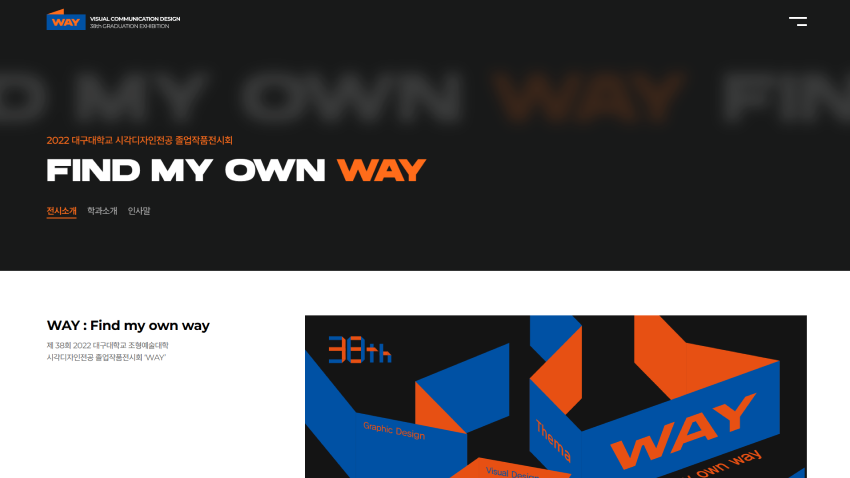 WAY
VISUAL COMMUNICATION DESIGN
38th GRADUATION EXHIBITION
D MY OWN WAY FIN
2022 대구대학교 시각디자인전공 졸업작품전시회
FIND MY OWN WAY
전시소개 학과소개 인사말
WAY : Find my own way
제 38회 2022 대구대학교 조형예술대학
시각디자인전공 졸업작품전시회 'WAY'
38th
Graphic Design
Thema
WAY
own way
Visual Design